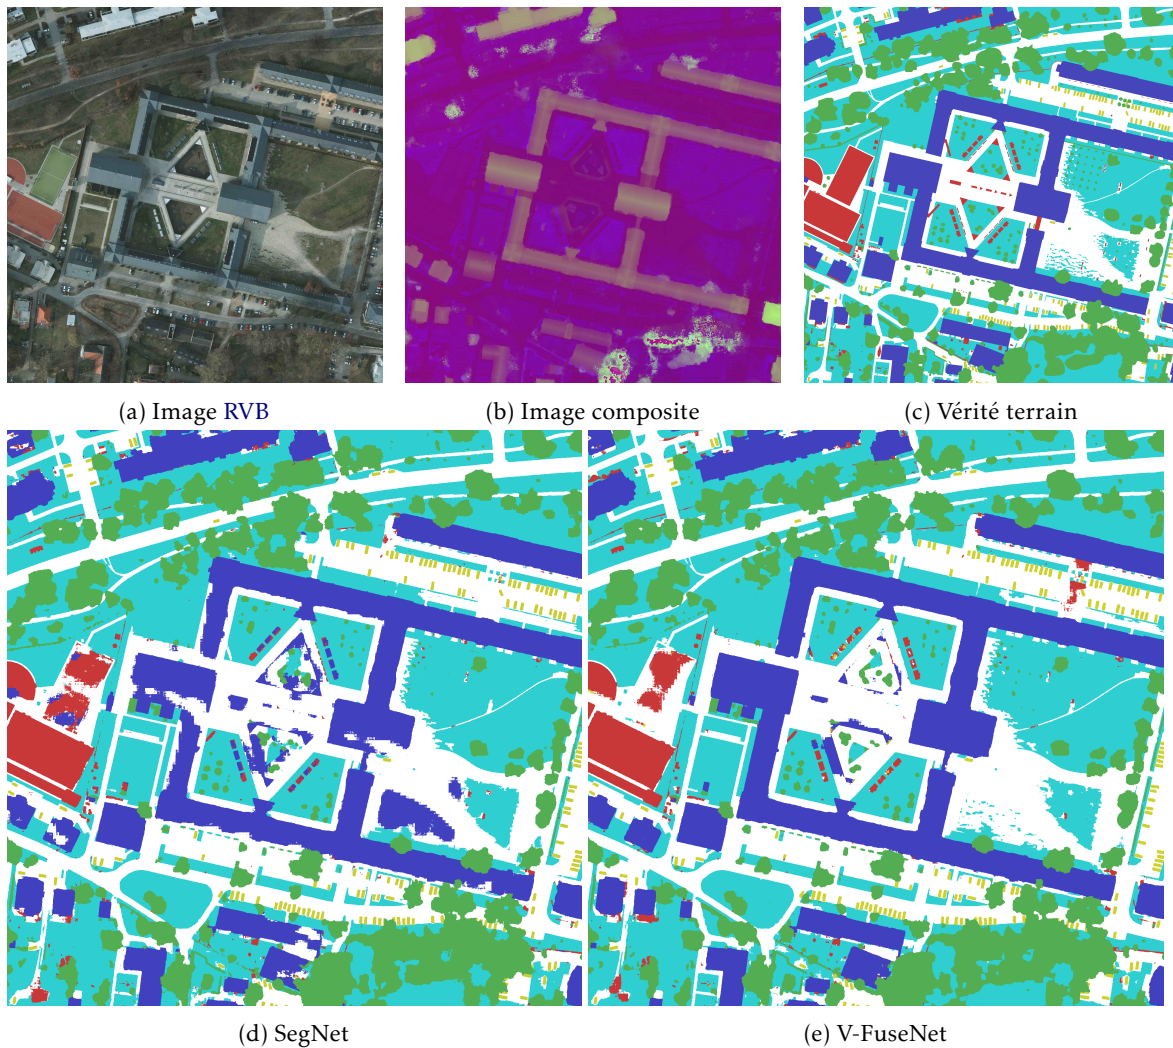 (a) Image RVB
(b) Image composite
(c) Vérité terrain
(d) SegNet
(e) V-FuseNet